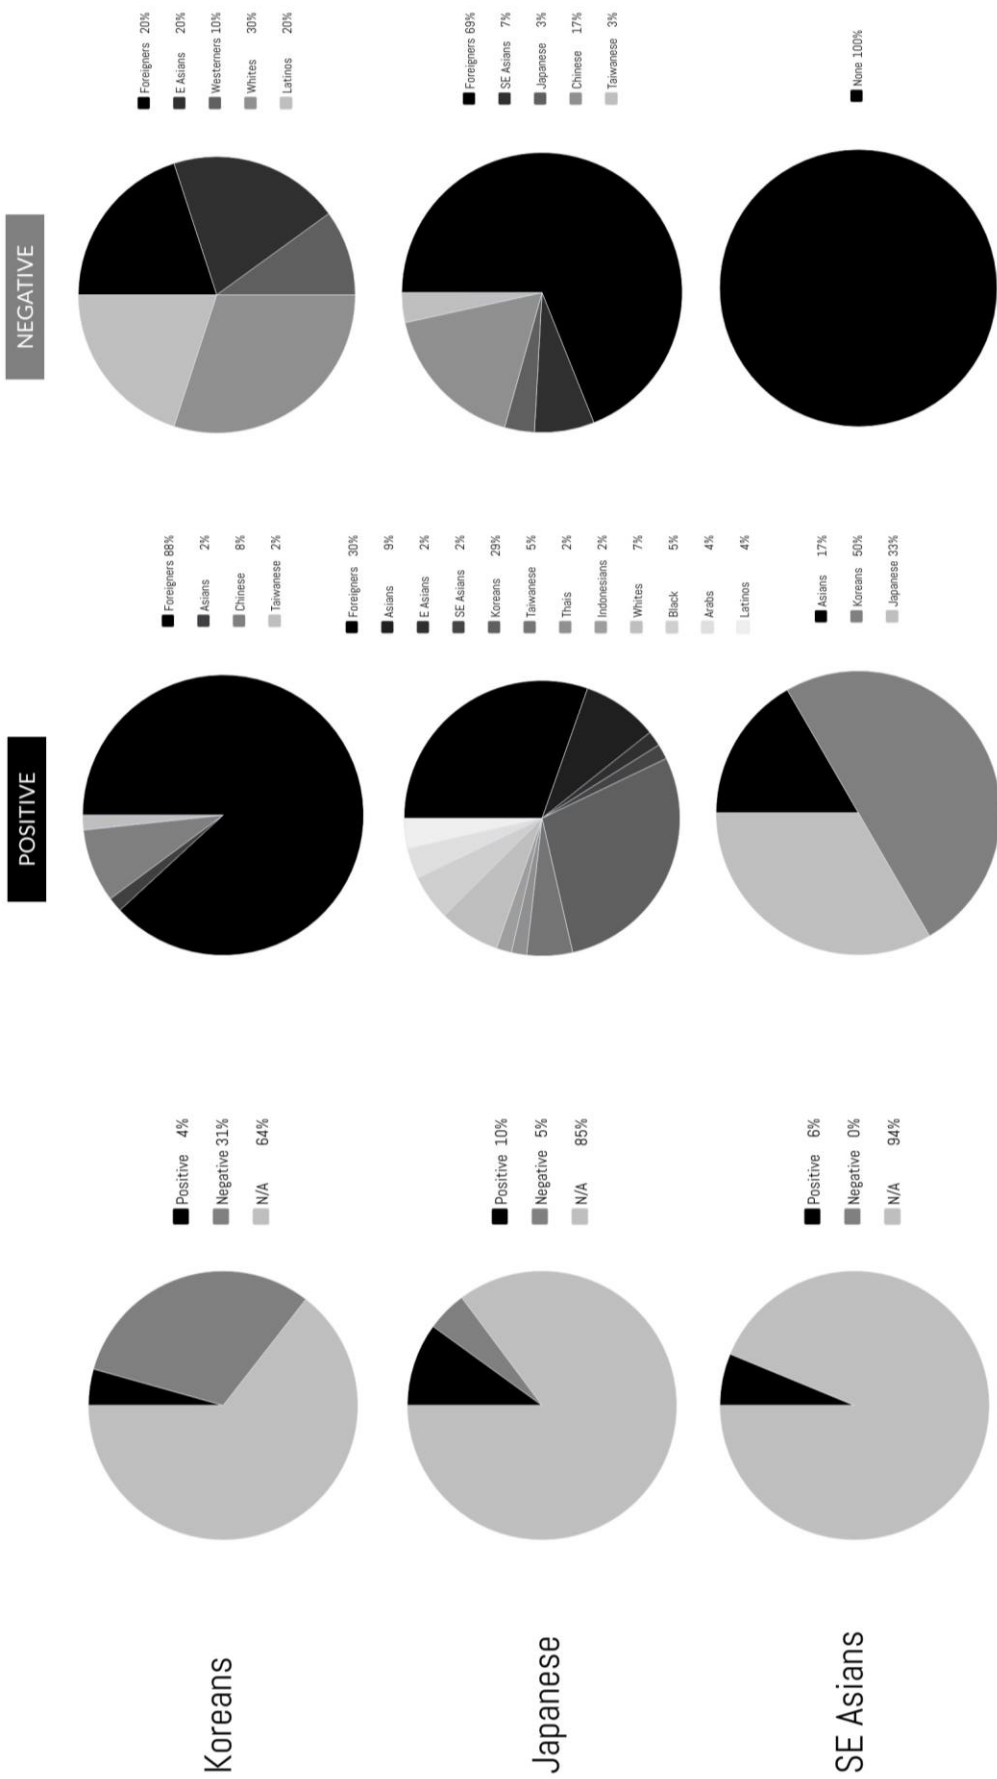 POSITIVE
NEGATIVE
Koreans
Positive 4%
Negative 31%
N/A 64%
Foreigners 88%
Asians 2%
Chinese 8%
Taiwanese 2%
Foreigners 20%
E Asians 20%
Westerners 10%
Whites 30%
Latinos 20%
Japanese
Positive 10%
Negative 5%
N/A 85%
Foreigners 30%
Asians 9%
E Asians 2%
SE Asians 2%
Koreans 29%
Taiwanese 5%
Thais 2%
Indonesians 2%
Whites 7%
Black 5%
Arabs 4%
Latinos 4%
Foreigners 69%
SE Asians 7%
Japanese 3%
Chinese 17%
Taiwanese 3%
SE Asians
Positive 6%
Negative 0%
N/A 94%
Asians 17%
Koreans 50%
Japanese 33%
None 100%